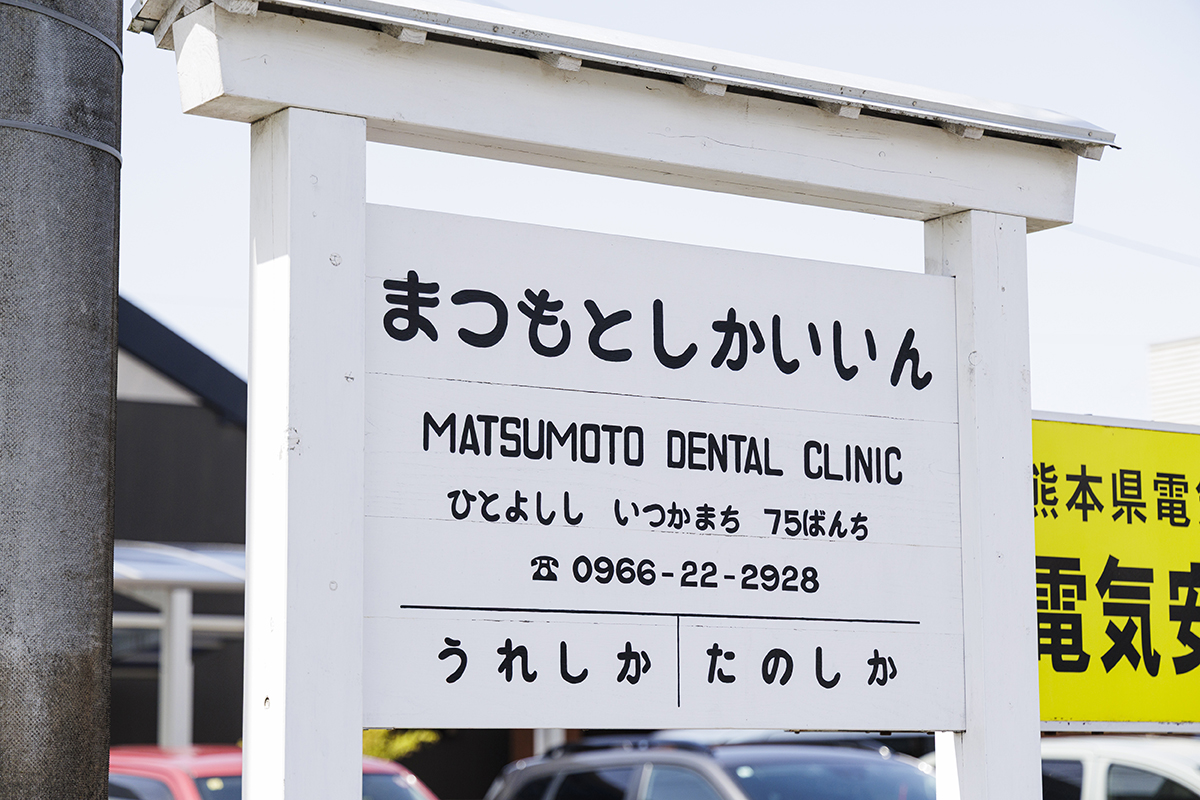 まつもとしかいいん
MATSUMOTO DENTAL CLINIC
ひとよしし いつかまち 75ばんち
☎ 0966-22-2928
うれしか たのしか
熊本県電気
電気安